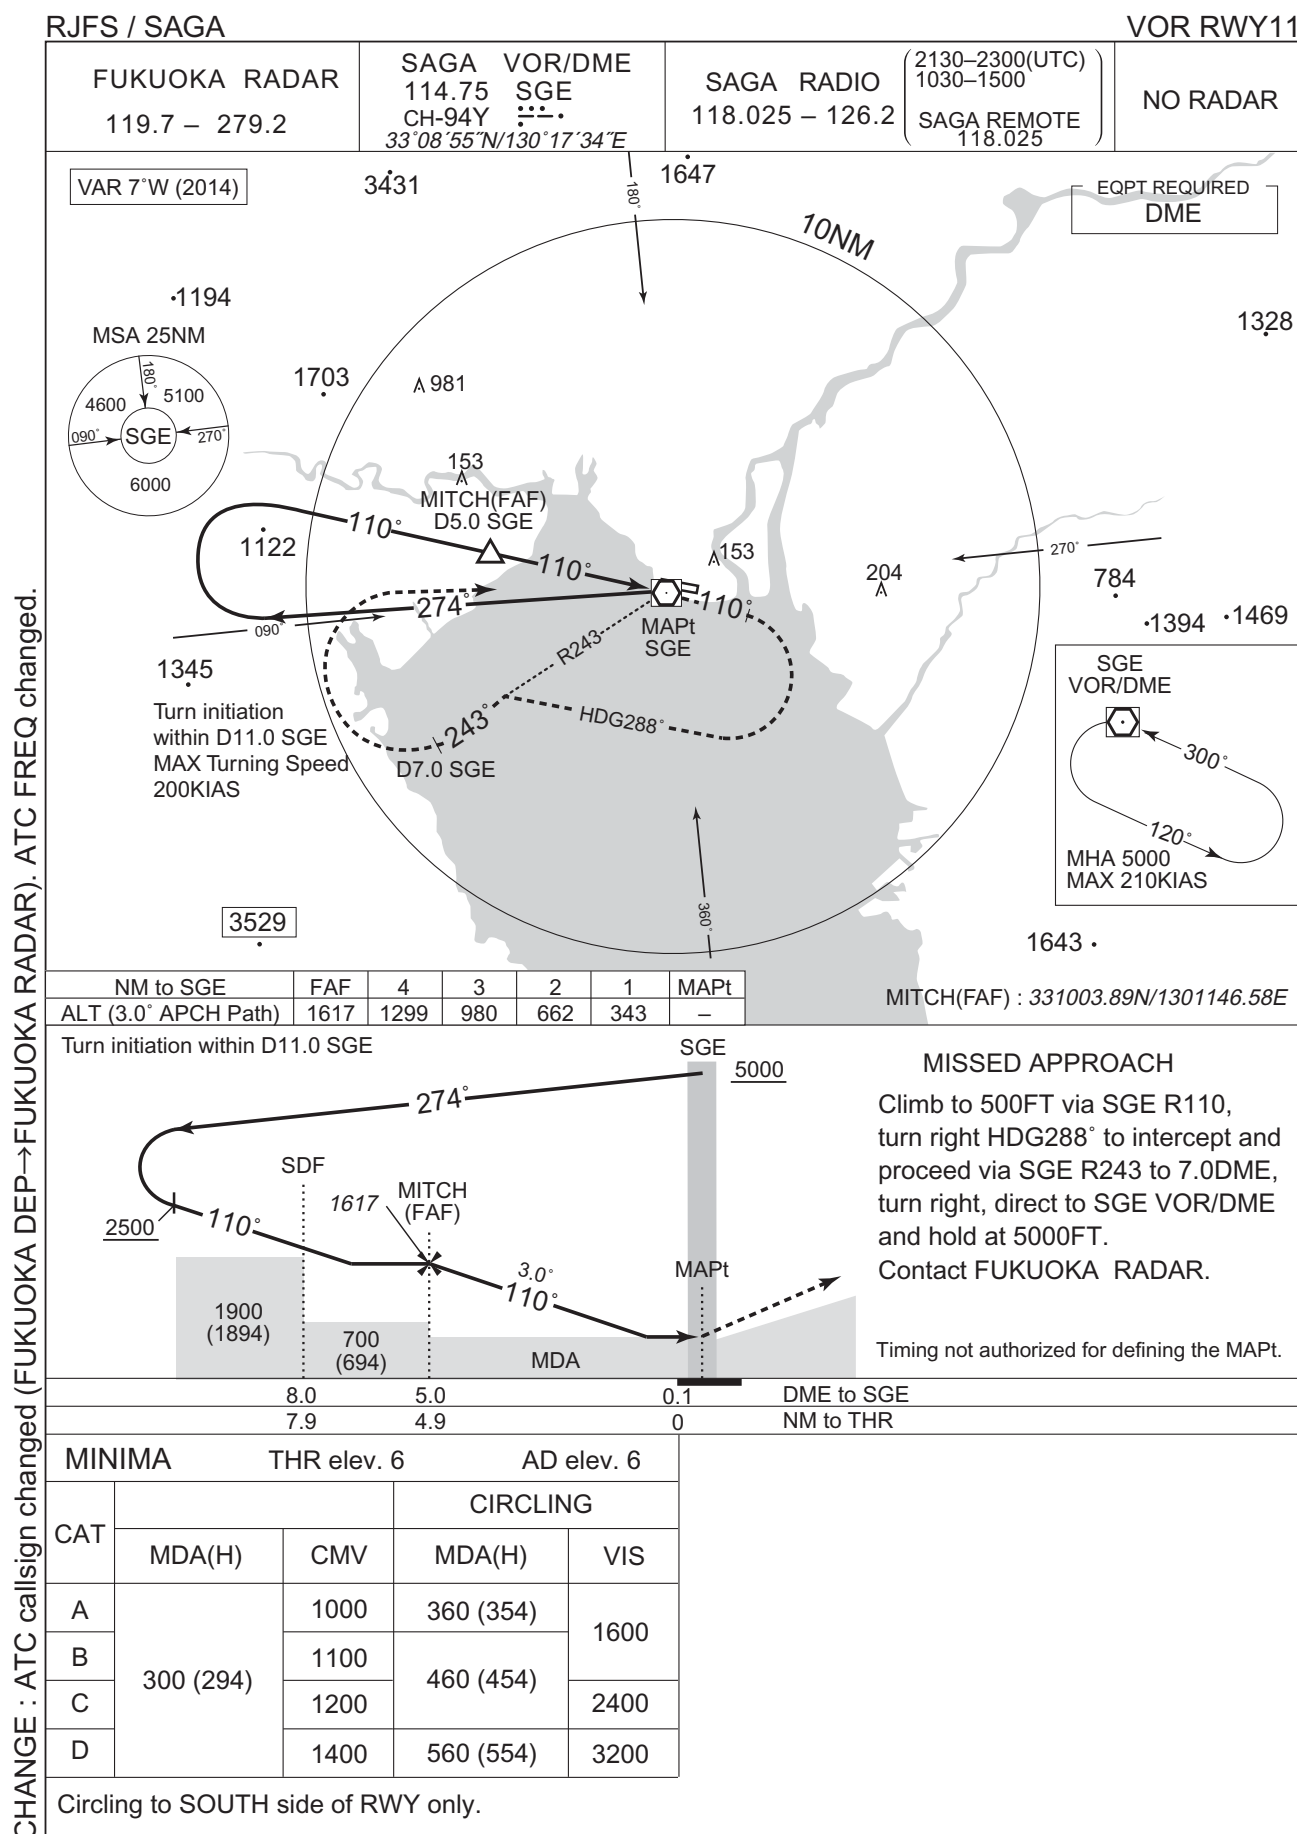 RJFS / SAGA
VOR RWY11
FUKUOKA RADAR
119.7 – 279.2
SAGA VOR/DME
114.75 SGE
CH-94Y
33°08´55˝N/130°17´34˝E
SAGA RADIO
118.025 – 126.2
2130–2300(UTC)
1030–1500
SAGA REMOTE
118.025
NO RADAR
VAR 7°W (2014)
3431
1647
180°
EQPT REQUIRED
DME
10NM
1194
1328
MSA 25NM
180°
4600
5100
090°
SGE
270°
6000
1703
981
153
MITCH(FAF)
D5.0 SGE
110°
1122
110°
153
204
270°
784
274°
110°
090°
MAPt
SGE
R243
1394
1469
1345
Turn initiation
within D11.0 SGE
MAX Turning Speed
200KIAS
243°
HDG288°
D7.0 SGE
SGE
VOR/DME
300°
120°
MHA 5000
MAX 210KIAS
360°
3529
1643
NM to SGE FAF 4 3 2 1 MAPt
ALT (3.0° APCH Path) 1617 1299 980 662 343 –
MITCH(FAF) : 331003.89N/1301146.58E
Turn initiation within D11.0 SGE
SGE
5000
274°
SDF
1617
MITCH
(FAF)
2500
110°
3.0°
110°
MAPt
1900
(1894)
700
(694)
MDA
MISSED APPROACH
Climb to 500FT via SGE R110,
turn right HDG288° to intercept and
proceed via SGE R243 to 7.0DME,
turn right, direct to SGE VOR/DME
and hold at 5000FT.
Contact FUKUOKA RADAR.
Timing not authorized for defining the MAPt.
8.0 5.0 0.1 DME to SGE
7.9 4.9 0 NM to THR
MINIMA THR elev. 6 AD elev. 6
CAT
CIRCLING
MDA(H) CMV MDA(H) VIS
A 1000 360 (354)
1600
B 1100
300 (294)
460 (454)
C 1200 2400
D 1400 560 (554) 3200
Circling to SOUTH side of RWY only.
CHANGE : ATC callsign changed (FUKUOKA DEP→FUKUOKA RADAR). ATC FREQ changed.